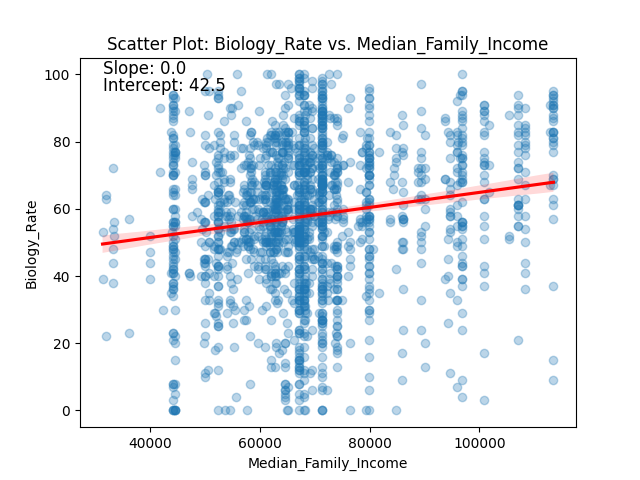 Scatter Plot: Biology_Rate vs. Median_Family_Income
Slope: 0.0
Intercept: 42.5
100
80
60
40
20
0
Biology_Rate
40000 60000 80000 100000
Median_Family_Income